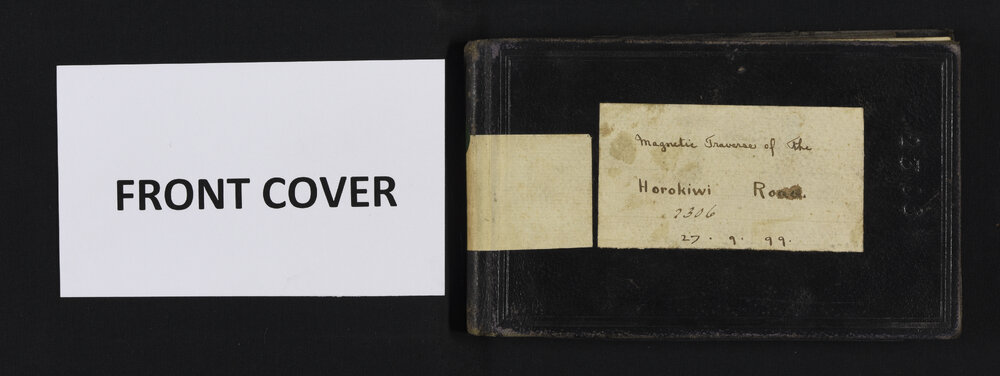 FRONT COVER
Magnetic Traverse of the
Horokiwi Road.
2306
27 . 9 . 99.